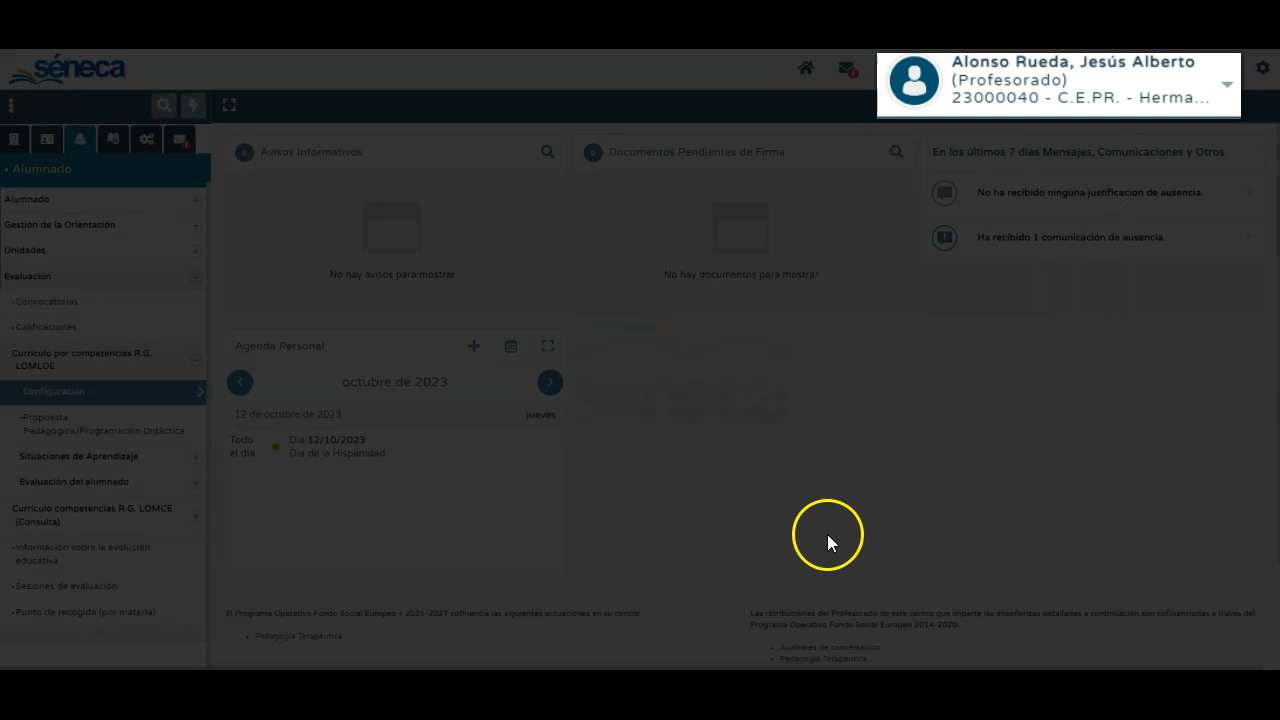 séneca
Alonso Rueda, Jesús Alberto
(Profesorado)
23000040 - C.E.PR. - Herma...
• Alumnado
Alumnado
Gestión de la Orientación
Unidades
Evaluación
Convocatorias
Calificaciones
Currículo por competencias R.G.
LOMLOE
Configuración
Propuesta
Pedagógica/Programación Didáctica
Situaciones de Aprendizaje
Evaluación del alumnado
Currículo competencias R.G. LOMCE
(Consulta)
Información sobre la evolución
educativa
Sesiones de evaluación
Punto de recogida (por materia)
0 Avisos Informativos
No hay avisos para mostrar
0 Documentos Pendientes de Firma
No hay documentos para mostrar
En los últimos 7 días Mensajes, Comunicaciones y Otros
No ha recibido ninguna justificacion de ausencia.
Ha recibido 1 comunicación de ausencia.
Agenda Personal
octubre de 2023
12 de octubre de 2023 jueves
Todo
el día
Día 12/10/2023
Dia de la Hispanidad
El Programa Operativo Fondo Social Europeo + 2021-2027 cofinancia las siguientes actuaciones en su centro:
• Pedagogía Terapéutica
Las retribuciones del Profesorado de este centro que imparte las enseñanzas detalladas a continuación son cofinanciadas a través del
Programa Operativo Fondo Social Europeo 2014-2020.
• Auxiliares de conversación
• Pedagogía Terapéutica